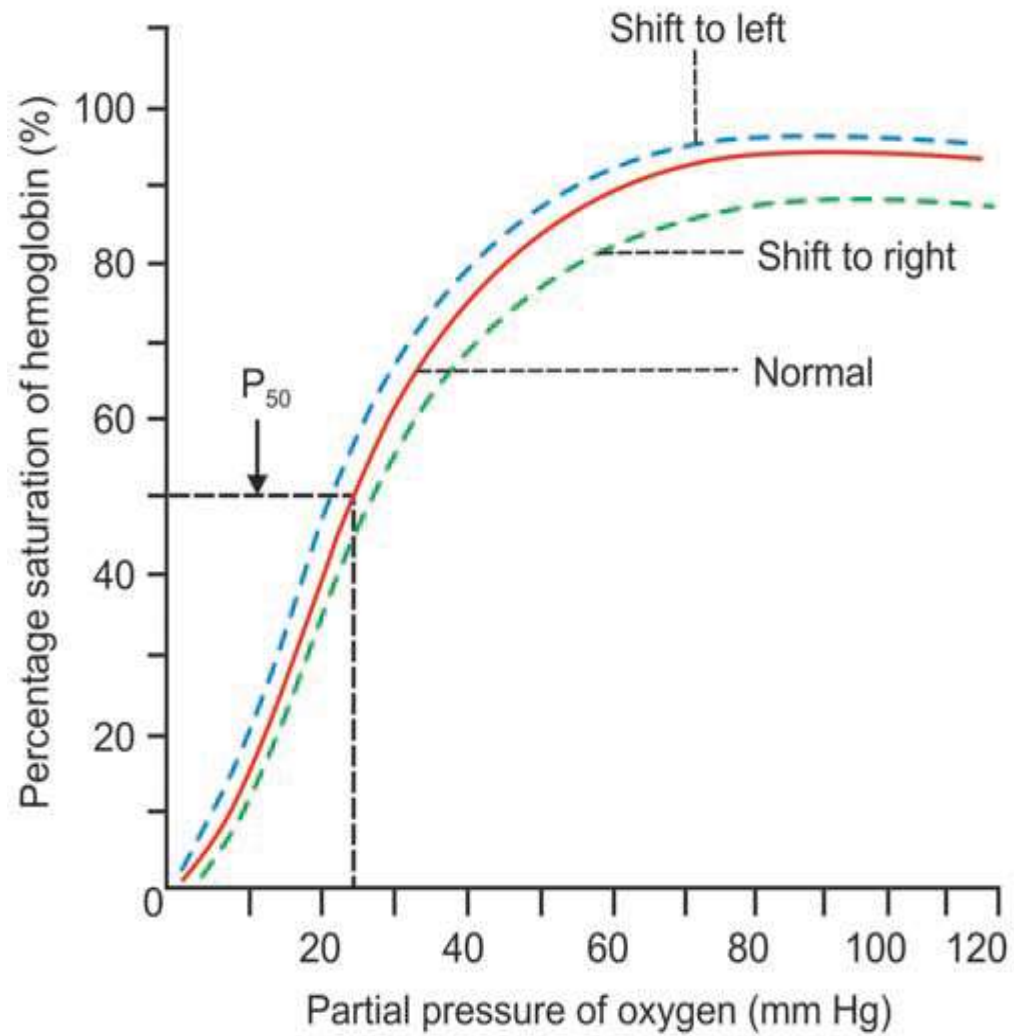 Shift to left
100
80
Shift to right
Normal
P₅₀
60
40
20
0
20 40 60 80 100 120
Partial pressure of oxygen (mm Hg)
Percentage saturation of hemoglobin (%)